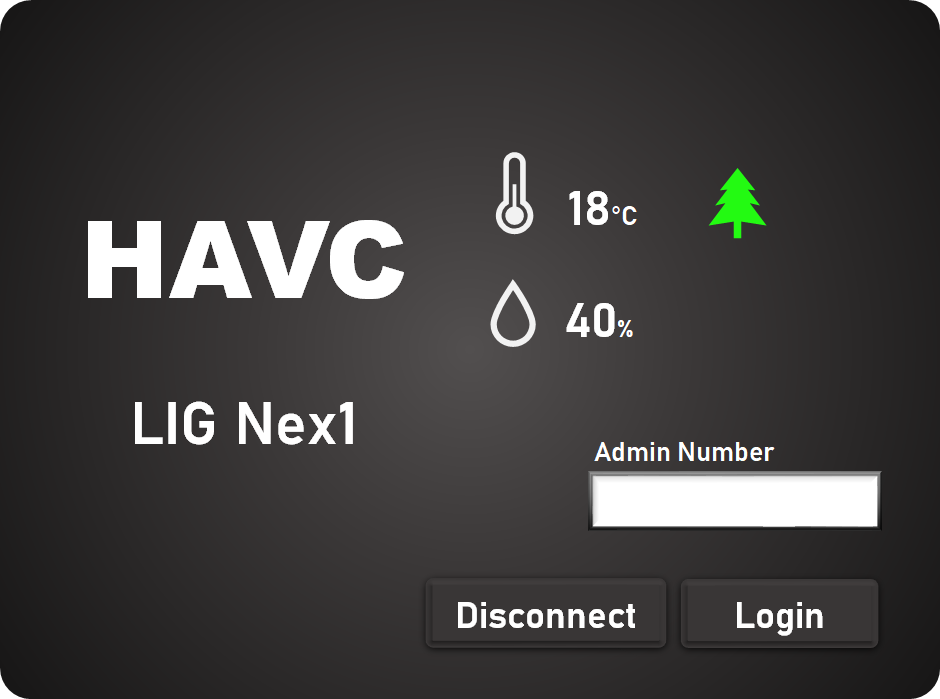 HAVC
LIG Nex1
18°C
40%
Admin Number
Disconnect
Login